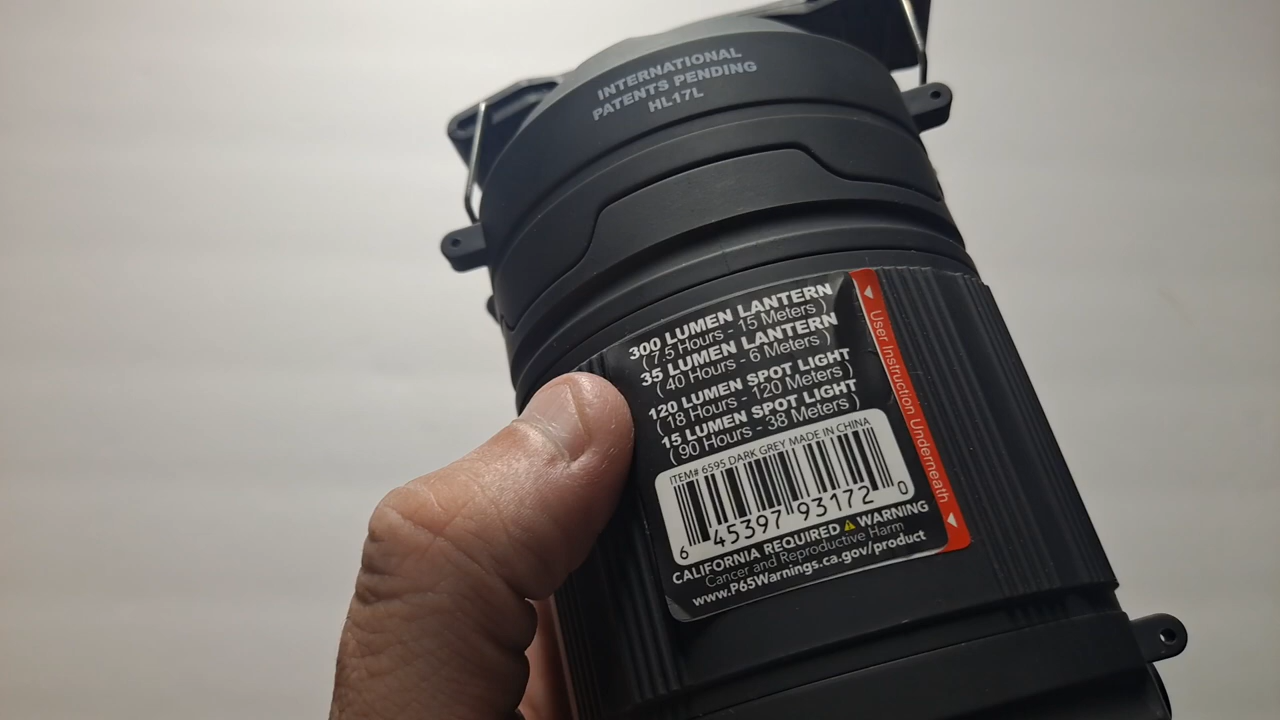 INTERNATIONAL
PATENTS PENDING
HL17L
300 LUMEN LANTERN
( 7.5 Hours - 15 Meters )
35 LUMEN LANTERN
( 40 Hours - 6 Meters )
120 LUMEN SPOT LIGHT
( 18 Hours - 120 Meters )
15 LUMEN SPOT LIGHT
( 90 Hours - 38 Meters )
ITEM# 6595 DARK GREY MADE IN CHINA
6 45397 93172 0
CALIFORNIA REQUIRED ⚠ WARNING
Cancer and Reproductive Harm
www.P65Warnings.ca.gov/product
User Instruction Underneath